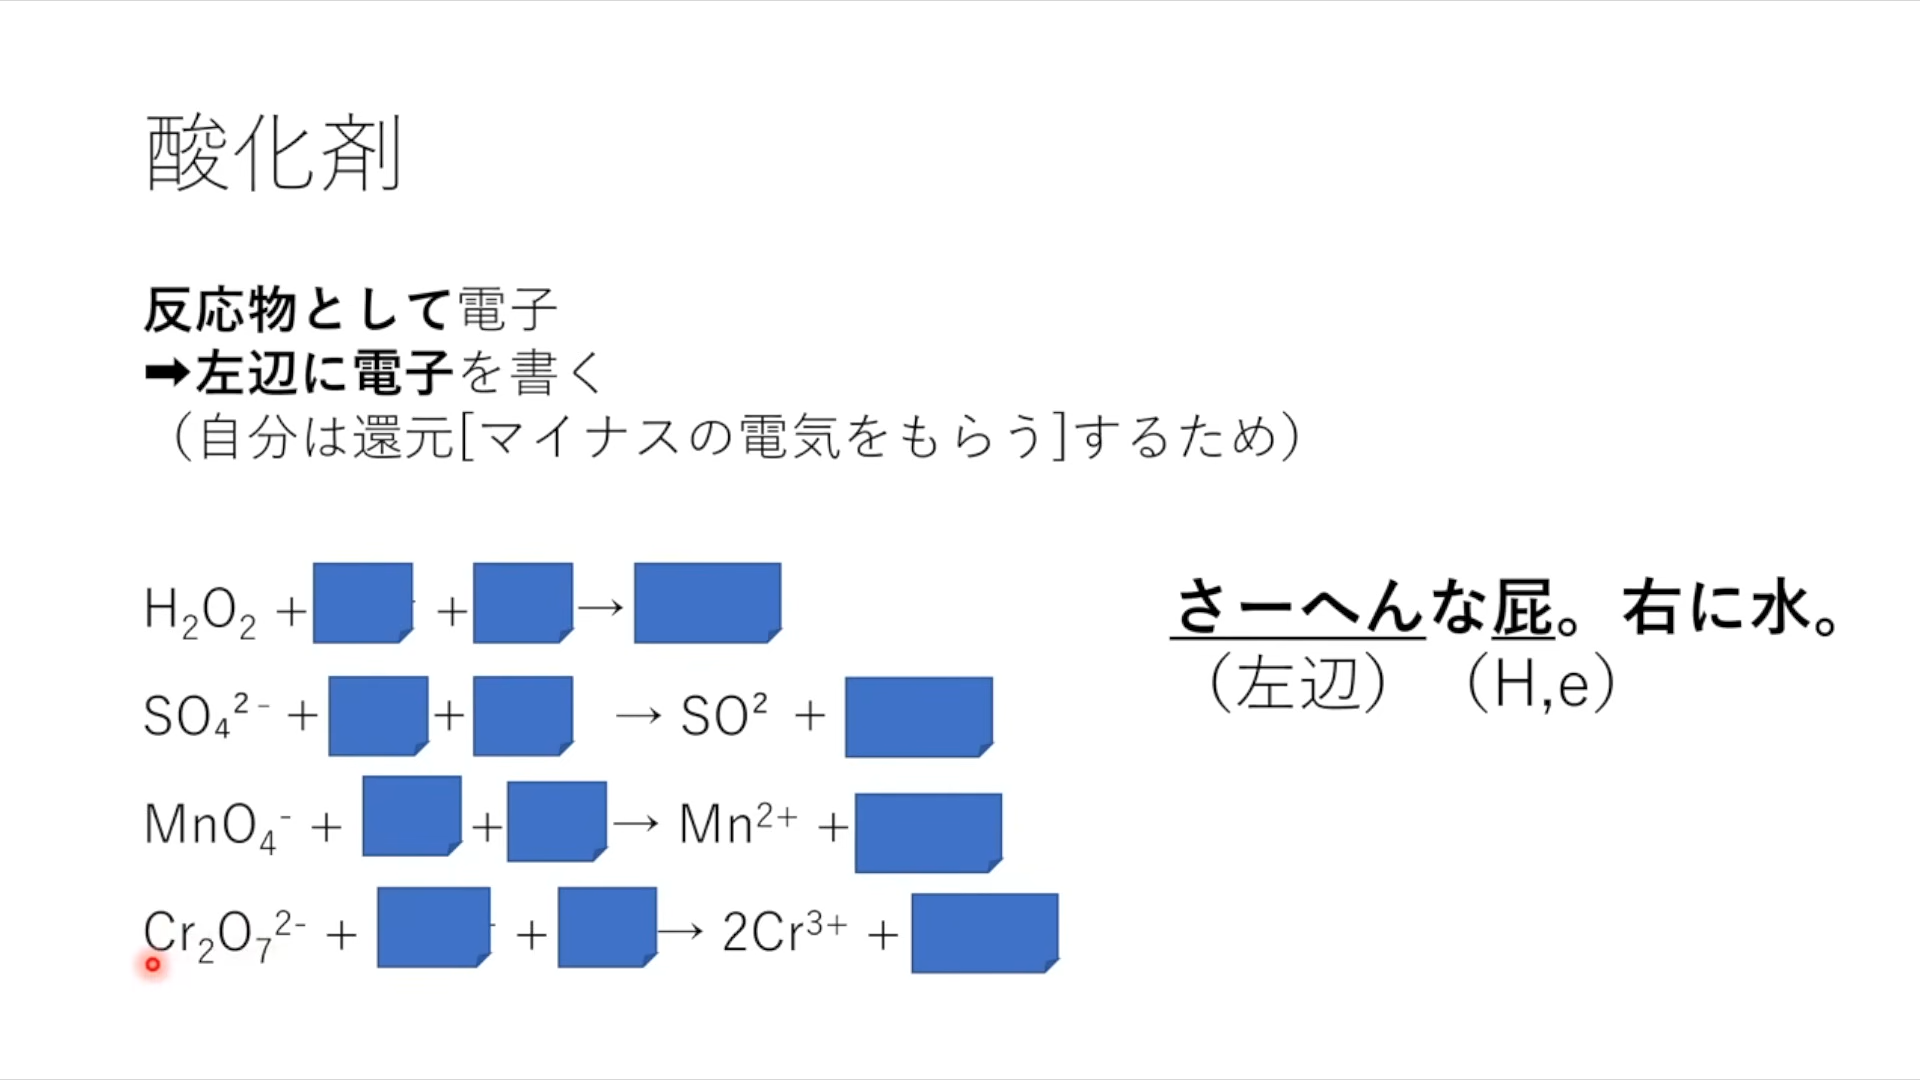 酸化剤
反応物として電子
➡左辺に電子を書く
（自分は還元[マイナスの電気をもらう]するため）
H₂O₂ + + →
SO₄²⁻ + + → SO² +
MnO₄⁻ + + → Mn²⁺ +
Cr₂O₇²⁻ + + → 2Cr³⁺ +
さーへんな屁。右に水。
（左辺）（H,e）